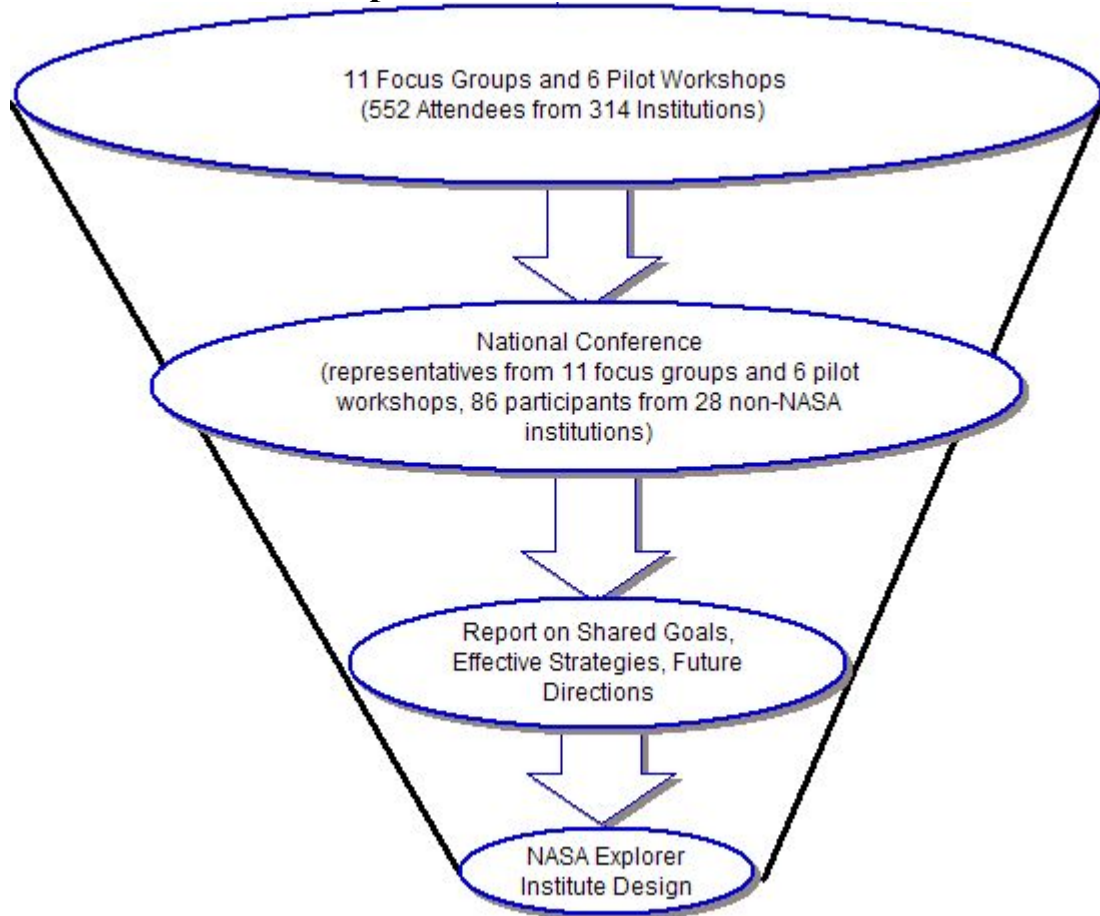 11 Focus Groups and 6 Pilot Workshops
(552 Attendees from 314 Institutions)
National Conference
(representatives from 11 focus groups and 6 pilot
workshops, 86 participants from 28 non-NASA
institutions)
Report on Shared Goals,
Effective Strategies, Future
Directions
NASA Explorer
Institute Design